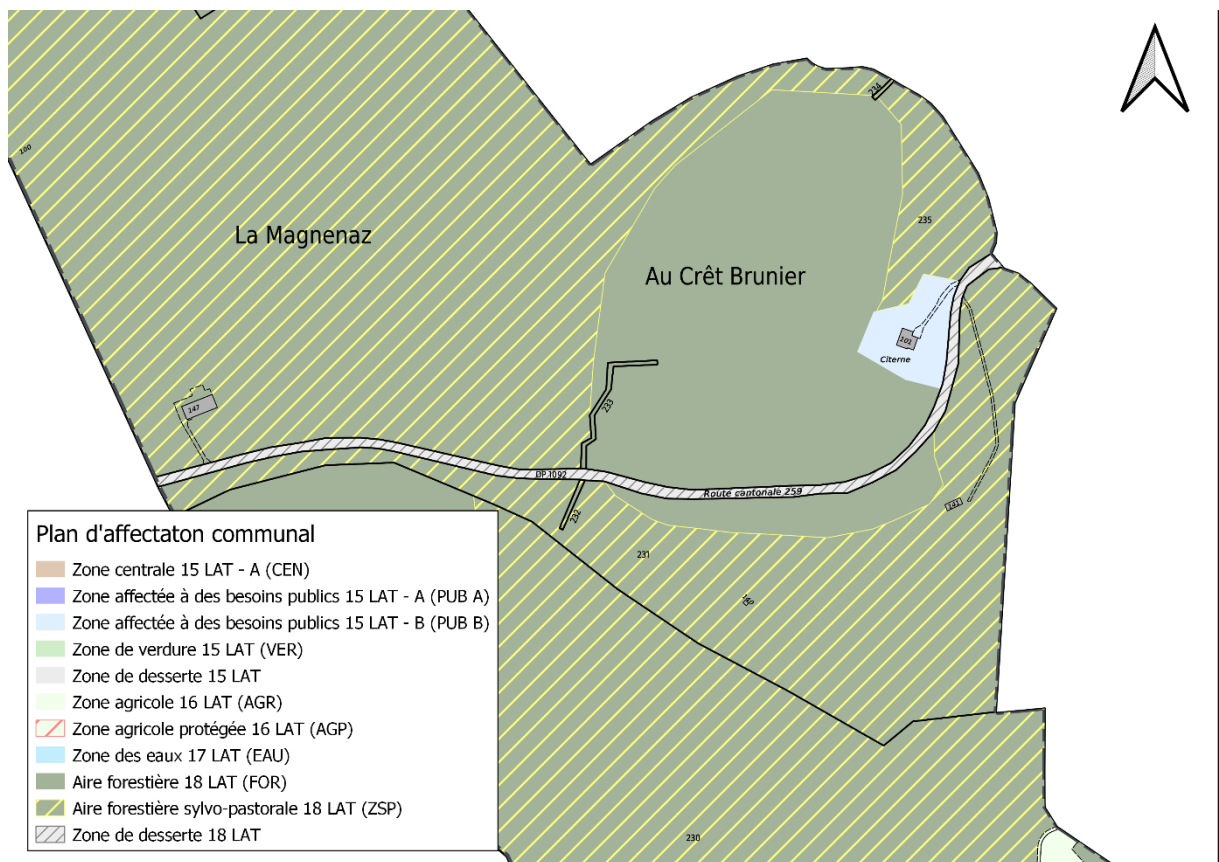 234
160
235
La Magnenaz
Au Crêt Brunier
101
Citerne
233
147
DP 1092
Route cantonale 259
141
232
231
140
Plan d'affectaton communal
Zone centrale 15 LAT - A (CEN)
Zone affectée à des besoins publics 15 LAT - A (PUB A)
Zone affectée à des besoins publics 15 LAT - B (PUB B)
Zone de verdure 15 LAT (VER)
Zone de desserte 15 LAT
Zone agricole 16 LAT (AGR)
Zone agricole protégée 16 LAT (AGP)
Zone des eaux 17 LAT (EAU)
Aire forestière 18 LAT (FOR)
Aire forestière sylvo-pastorale 18 LAT (ZSP)
Zone de desserte 18 LAT
230